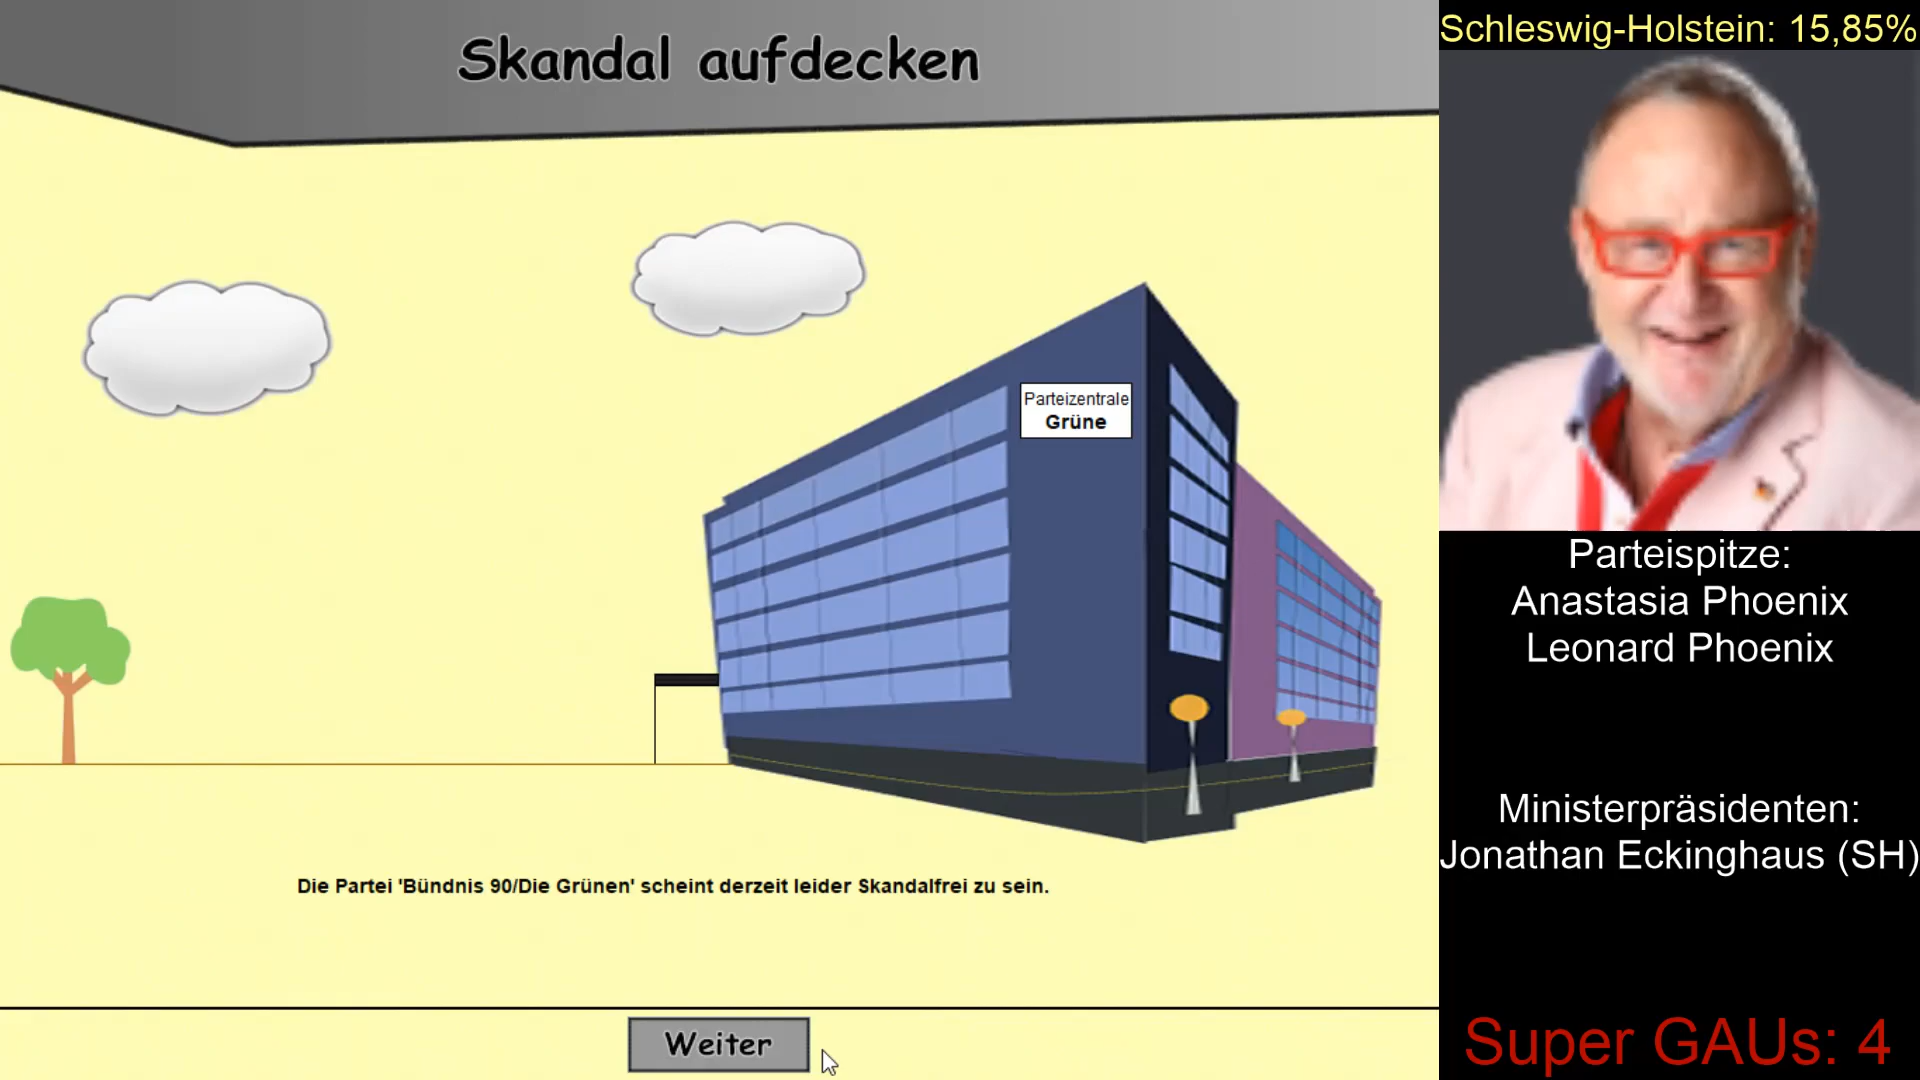 Skandal aufdecken
Schleswig-Holstein: 15,85%
Parteizentrale
Grüne
Parteispitze:
Anastasia Phoenix
Leonard Phoenix
Ministerpräsidenten:
Jonathan Eckinghaus (SH)
Die Partei 'Bündnis 90/Die Grünen' scheint derzeit leider Skandalfrei zu sein.
Weiter
Super GAUs: 4